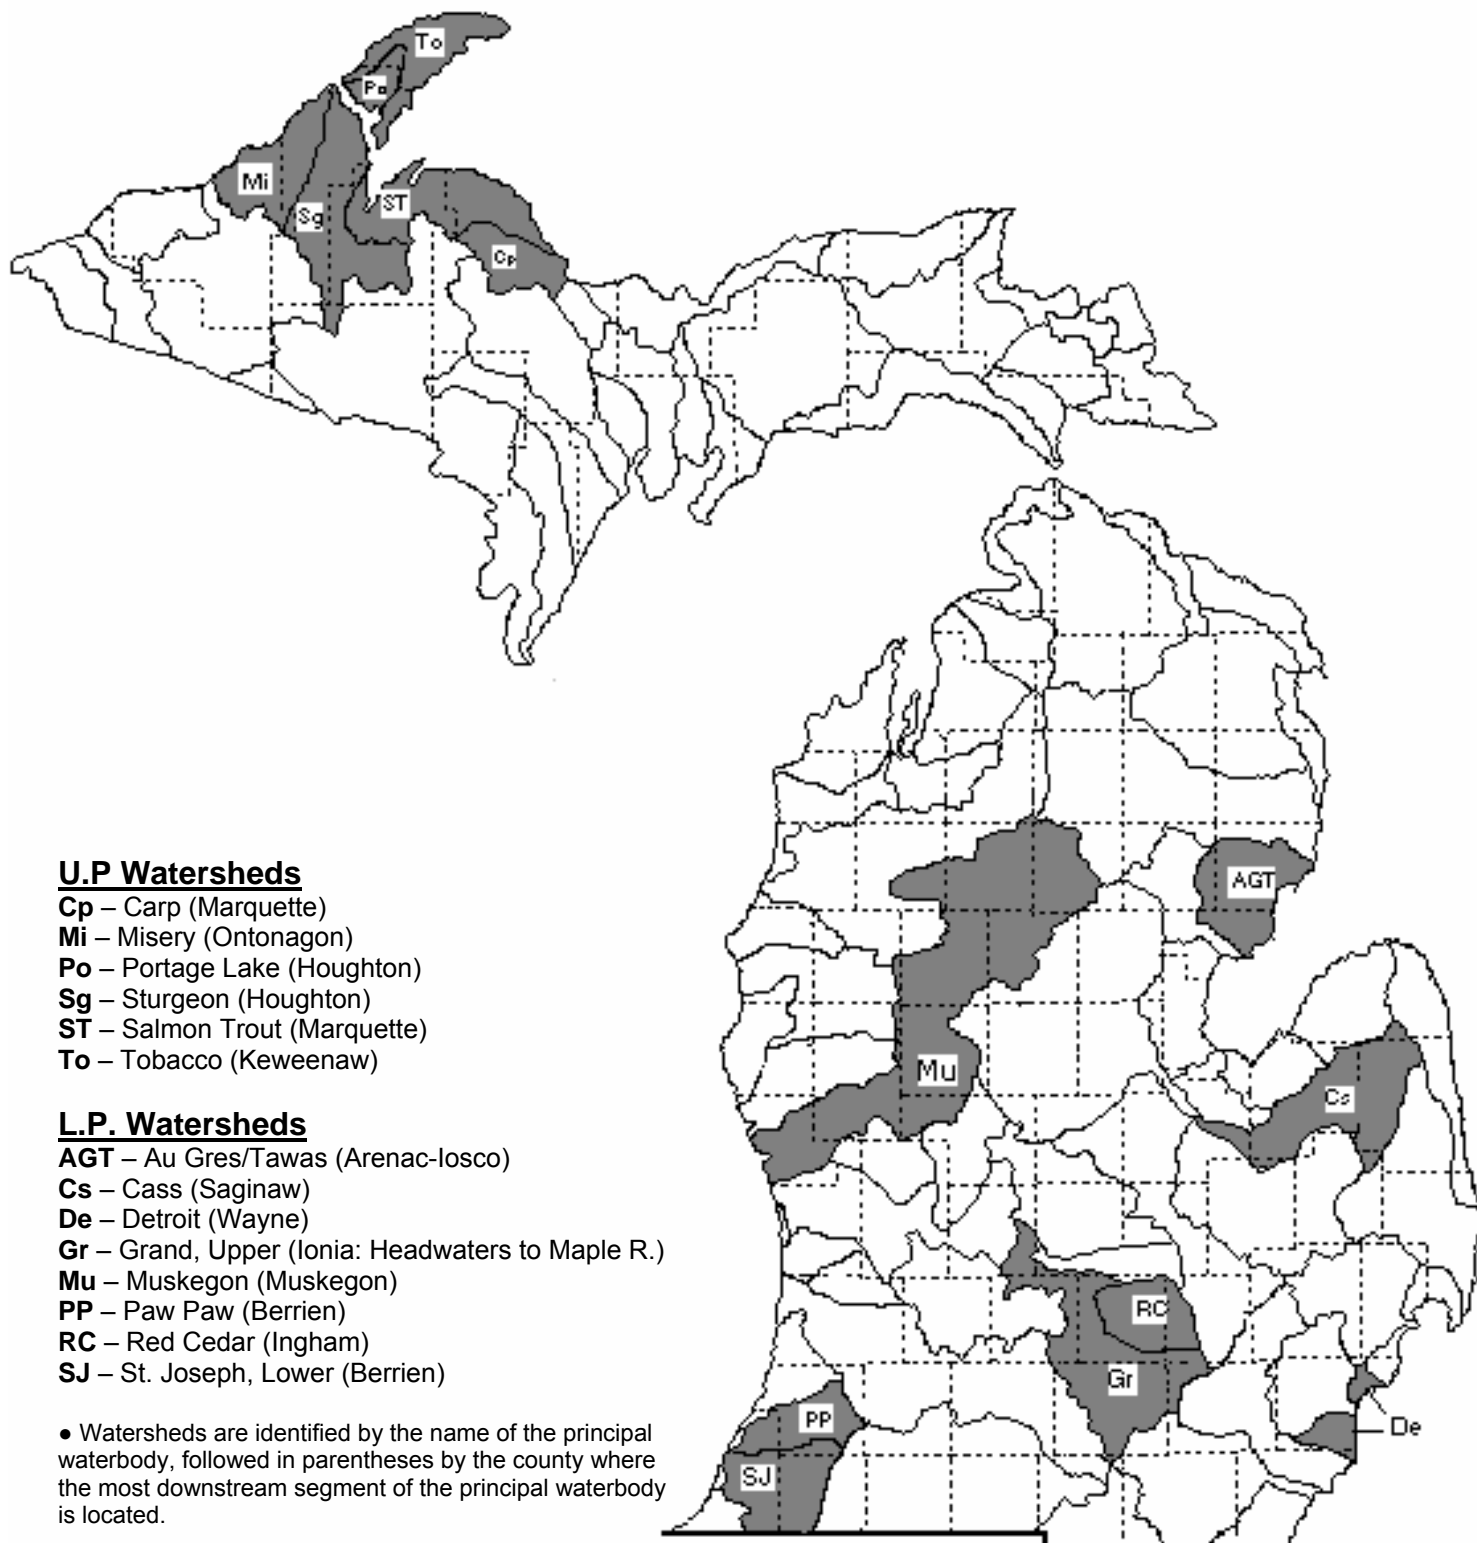 To
Po
Mi
ST
Sg
Cp
U.P Watersheds
Cp – Carp (Marquette)
Mi – Misery (Ontonagon)
Po – Portage Lake (Houghton)
Sg – Sturgeon (Houghton)
ST – Salmon Trout (Marquette)
To – Tobacco (Keweenaw)
AGT
Mu
Cs
L.P. Watersheds
AGT – Au Gres/Tawas (Arenac-Iosco)
Cs – Cass (Saginaw)
De – Detroit (Wayne)
Gr – Grand, Upper (Ionia: Headwaters to Maple R.)
Mu – Muskegon (Muskegon)
PP – Paw Paw (Berrien)
RC – Red Cedar (Ingham)
SJ – St. Joseph, Lower (Berrien)
RC
Gr
PP
De
SJ
● Watersheds are identified by the name of the principal
waterbody, followed in parentheses by the county where
the most downstream segment of the principal waterbody
is located.